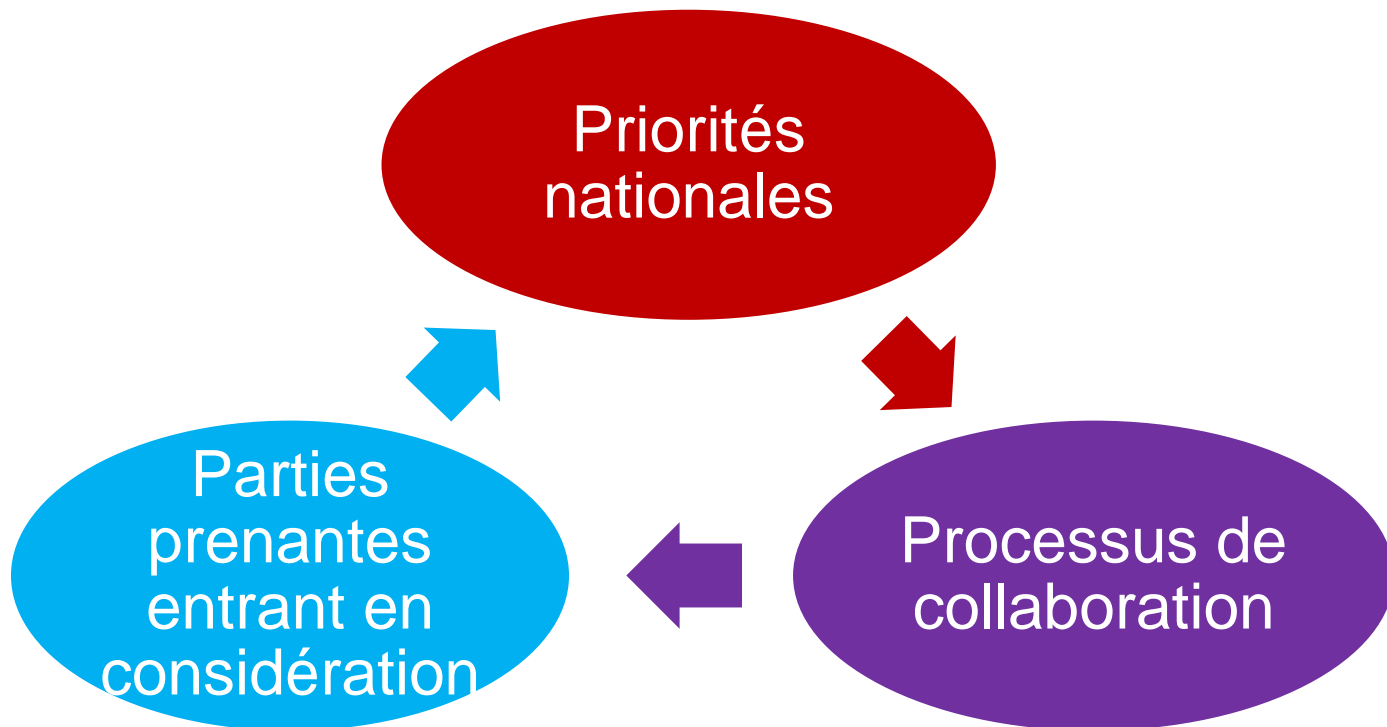 Priorités
nationales
Processus de
collaboration
Parties
prenantes
entrant en
considération